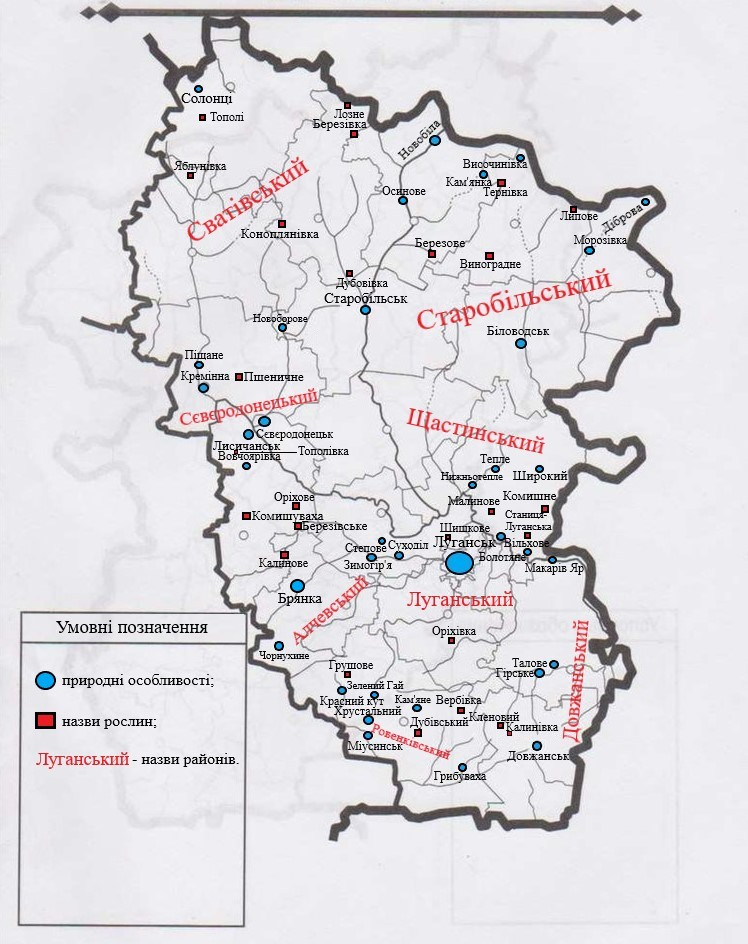 Солонці
Тополі
Лозне
Березівка
Новобіла
Яблунівка
Височинівка
Кам'янка
Тернівка
Сватівський
Осинове
Липове
Діброва
Коноплянівка
Березове
Морозівка
Виноградне
Дубовівка
Старобільськ
Старобільський
Новоборове
Біловодськ
Піщане
Кремінна
Пшеничне
Сєвєродонецький
Щастинський
Сєвєродонецьк
Лисичанськ
Тополівка
Вовчоярівка
Тепле
Нижньотепле
Широкий
Оріхове
Малинове
Комишне
Комишуваха
Березівське
Станиця-
Луганська
Шишкове
Луганськ
Степове
Суходіл
Вільхове
Болотяне
Калинове
Зимогір'я
Макарів Яр
Брянка
Алчевський
Луганський
Умовні позначення
Оріхівка
Довжанський
Чорнухине
Талове
Гірське
Грушове
природні особливості;
Зелений Гай
Красний кут
Кам'яне
Вербівка
Хрустальний
Дубівський
Кленовий
назви рослин;
Калинівка
Ровенківський
Міусинськ
Довжанськ
Луганський - назви районів.
Грибуваха